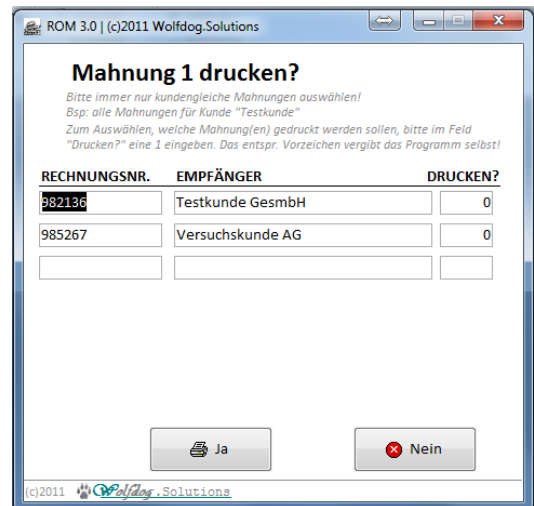 ROM 3.0 | (c)2011 Wolfdog.Solutions
Mahnung 1 drucken?
Bitte immer nur kundengleiche Mahnungen auswählen!
Bsp: alle Mahnungen für Kunde "Testkunde"
Zum Auswählen, welche Mahnung(en) gedruckt werden sollen, bitte im Feld
"Drucken?" eine 1 eingeben. Das entspr. Vorzeichen vergibt das Programm selbst!
RECHNUNGSNR. EMPFÄNGER DRUCKEN?
982136 Testkunde GesmbH 0
985267 Versuchskunde AG 0
Ja Nein
(c)2011 Wolfdog.Solutions